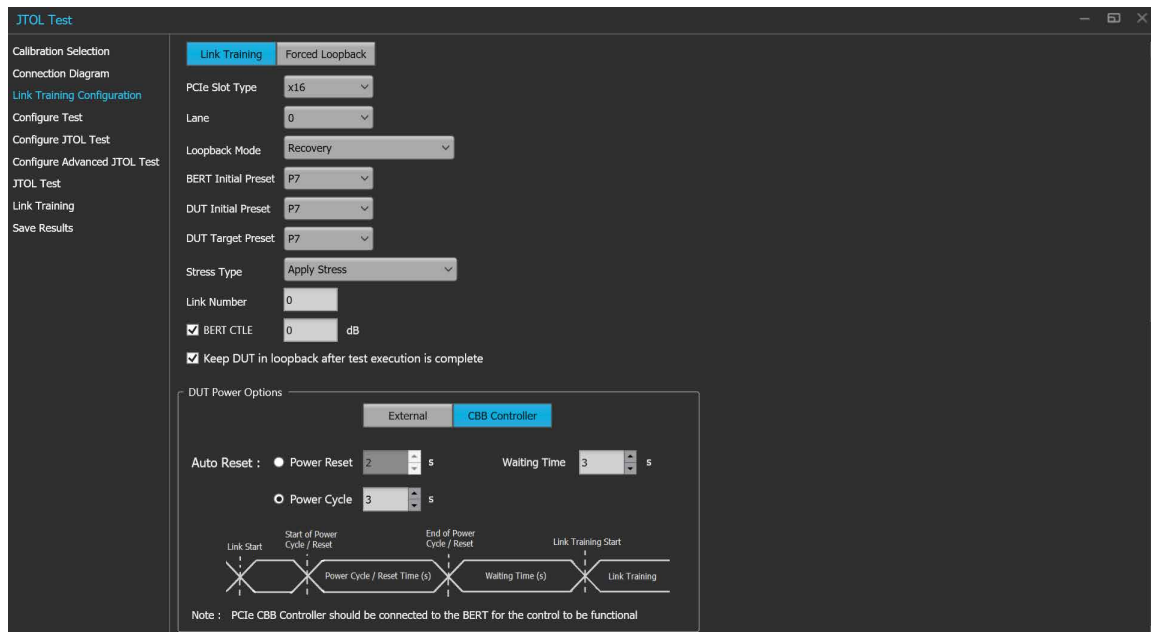 JTOL Test
Calibration Selection
Connection Diagram
Link Training Configuration
Configure Test
Configure JTOL Test
Configure Advanced JTOL Test
JTOL Test
Link Training
Save Results
Link Training Forced Loopback
PCIe Slot Type x16
Lane 0
Loopback Mode Recovery
BERT Initial Preset P7
DUT Initial Preset P7
DUT Target Preset P7
Stress Type Apply Stress
Link Number 0
BERT CTLE 0 dB
Keep DUT in loopback after test execution is complete
DUT Power Options
External CBB Controller
Auto Reset : Power Reset 2 s Waiting Time 3 s
Power Cycle 3 s
Link Start
Start of Power
Cycle / Reset
End of Power
Cycle / Reset
Link Training Start
Power Cycle / Reset Time (s) Waiting Time (s) Link Training
Note : PCIe CBB Controller should be connected to the BERT for the control to be functional